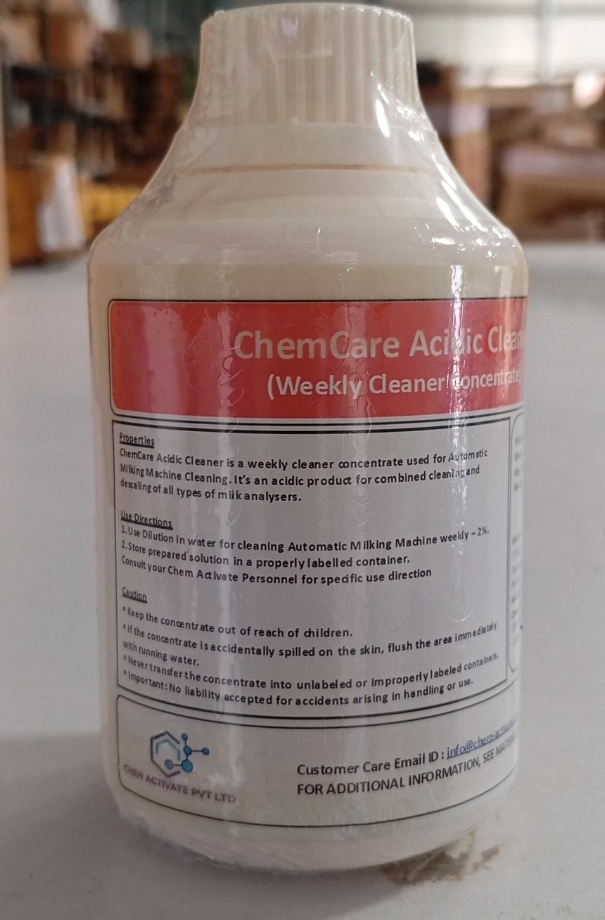 ChemCare Acidic Clean
(Weekly Cleaner concentrate
Properties
ChemCare Acidic Cleaner is a weekly cleaner concentrate used for Automatic
Milking Machine Cleaning. It's an acidic product for combined cleaning and
descaling of all types of milk analysers.
Use Directions
1. Use Dilution in water for cleaning Automatic Milking Machine weekly – 2%.
2. Store prepared solution in a properly labelled container.
Consult your Chem Activate Personnel for specific use direction
Caution
* Keep the concentrate out of reach of children.
* If the concentrate is accidentally spilled on the skin, flush the area immediately
with running water.
* Never transfer the concentrate into unlabeled or improperly labeled containers.
* Important: No liability accepted for accidents arising in handling or use.
CHEM ACTIVATE PVT LTD
Customer Care Email ID : info@chem-activa
FOR ADDITIONAL INFORMATION, SEE MA